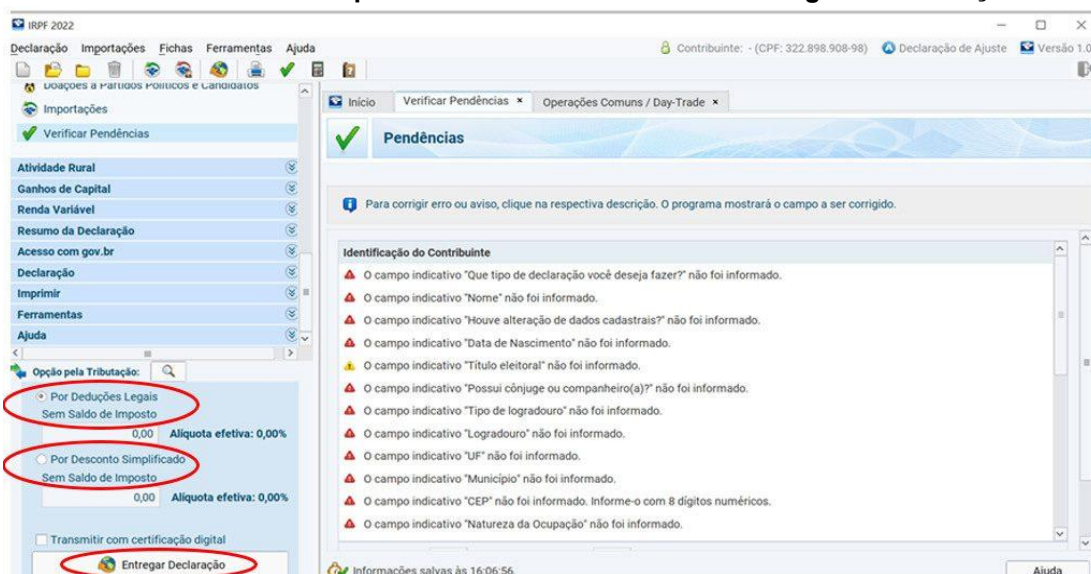 IRPF 2022
Declaração Importações Fichas Ferramentas Ajuda
Contribuinte: - (CPF: 322.898.908-98) Declaração de Ajuste Versão 1.0
Doações a Partidos Políticos e Candidatos
Importações
Verificar Pendências
Atividade Rural
Ganhos de Capital
Renda Variável
Resumo da Declaração
Acesso com gov.br
Declaração
Imprimir
Ferramentas
Ajuda
Opção pela Tributação:
Por Deduções Legais
Sem Saldo de Imposto
0,00 Alíquota efetiva: 0,00%
Por Desconto Simplificado
Sem Saldo de Imposto
0,00 Alíquota efetiva: 0,00%
Transmitir com certificação digital
Entregar Declaração
Início Verificar Pendências × Operações Comuns / Day-Trade ×
Pendências
Para corrigir erro ou aviso, clique na respectiva descrição. O programa mostrará o campo a ser corrigido.
Identificação do Contribuinte
O campo indicativo "Que tipo de declaração você deseja fazer?" não foi informado.
O campo indicativo "Nome" não foi informado.
O campo indicativo "Houve alteração de dados cadastrais?" não foi informado.
O campo indicativo "Data de Nascimento" não foi informado.
O campo indicativo "Título eleitoral" não foi informado.
O campo indicativo "Possui cônjuge ou companheiro(a)?" não foi informado.
O campo indicativo "Tipo de logradouro" não foi informado.
O campo indicativo "Logradouro" não foi informado.
O campo indicativo "UF" não foi informado.
O campo indicativo "Município" não foi informado.
O campo indicativo "CEP" não foi informado. Informe-o com 8 dígitos numéricos.
O campo indicativo "Natureza da Ocupação" não foi informado.
Informações salvas às 16:06:56.
Ajuda